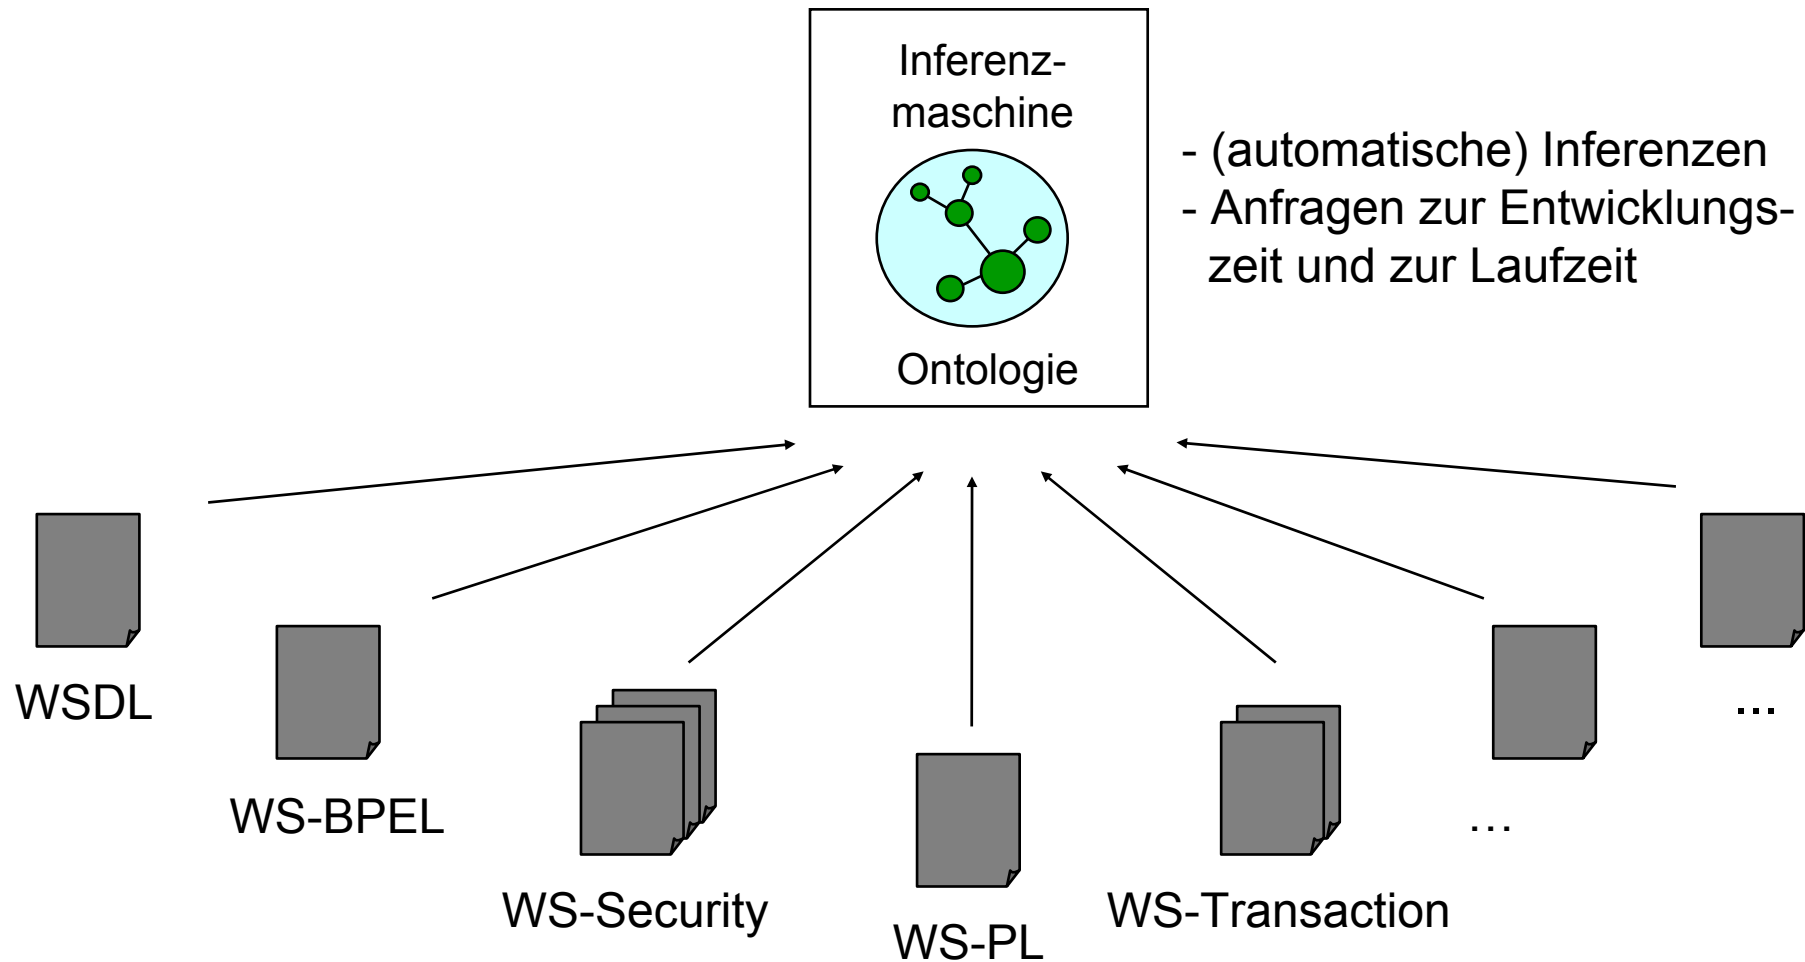 Inferenz-
maschine
Ontologie
- (automatische) Inferenzen
- Anfragen zur Entwicklungs-
zeit und zur Laufzeit
WSDL
WS-BPEL
WS-Security
WS-PL
WS-Transaction
...
...